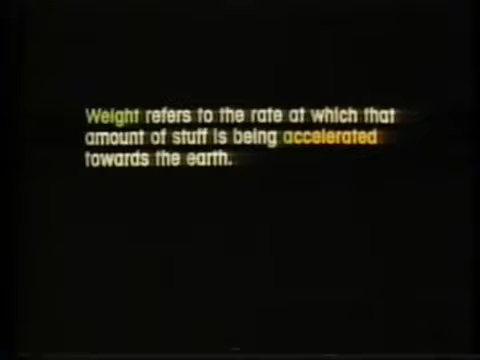 Weight refers to the rate at which that
amount of stuff is being accelerated
towards the earth.